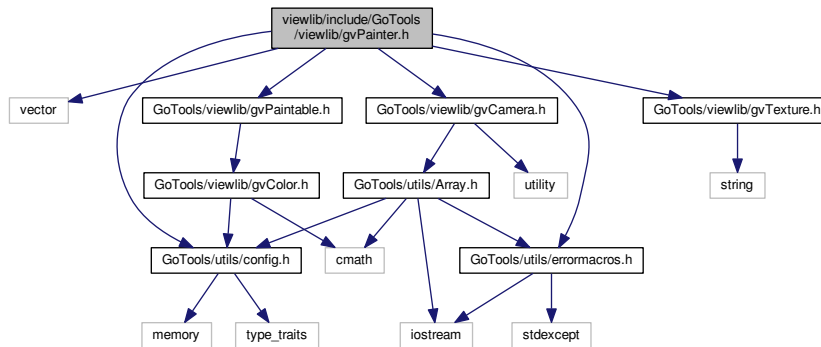 viewlib/include/GoTools
/viewlib/gvPainter.h
vector
GoTools/viewlib/gvPaintable.h
GoTools/viewlib/gvCamera.h
GoTools/viewlib/gvTexture.h
GoTools/viewlib/gvColor.h
GoTools/utils/Array.h
utility
string
GoTools/utils/config.h
cmath
GoTools/utils/errormacros.h
memory
type_traits
iostream
stdexcept